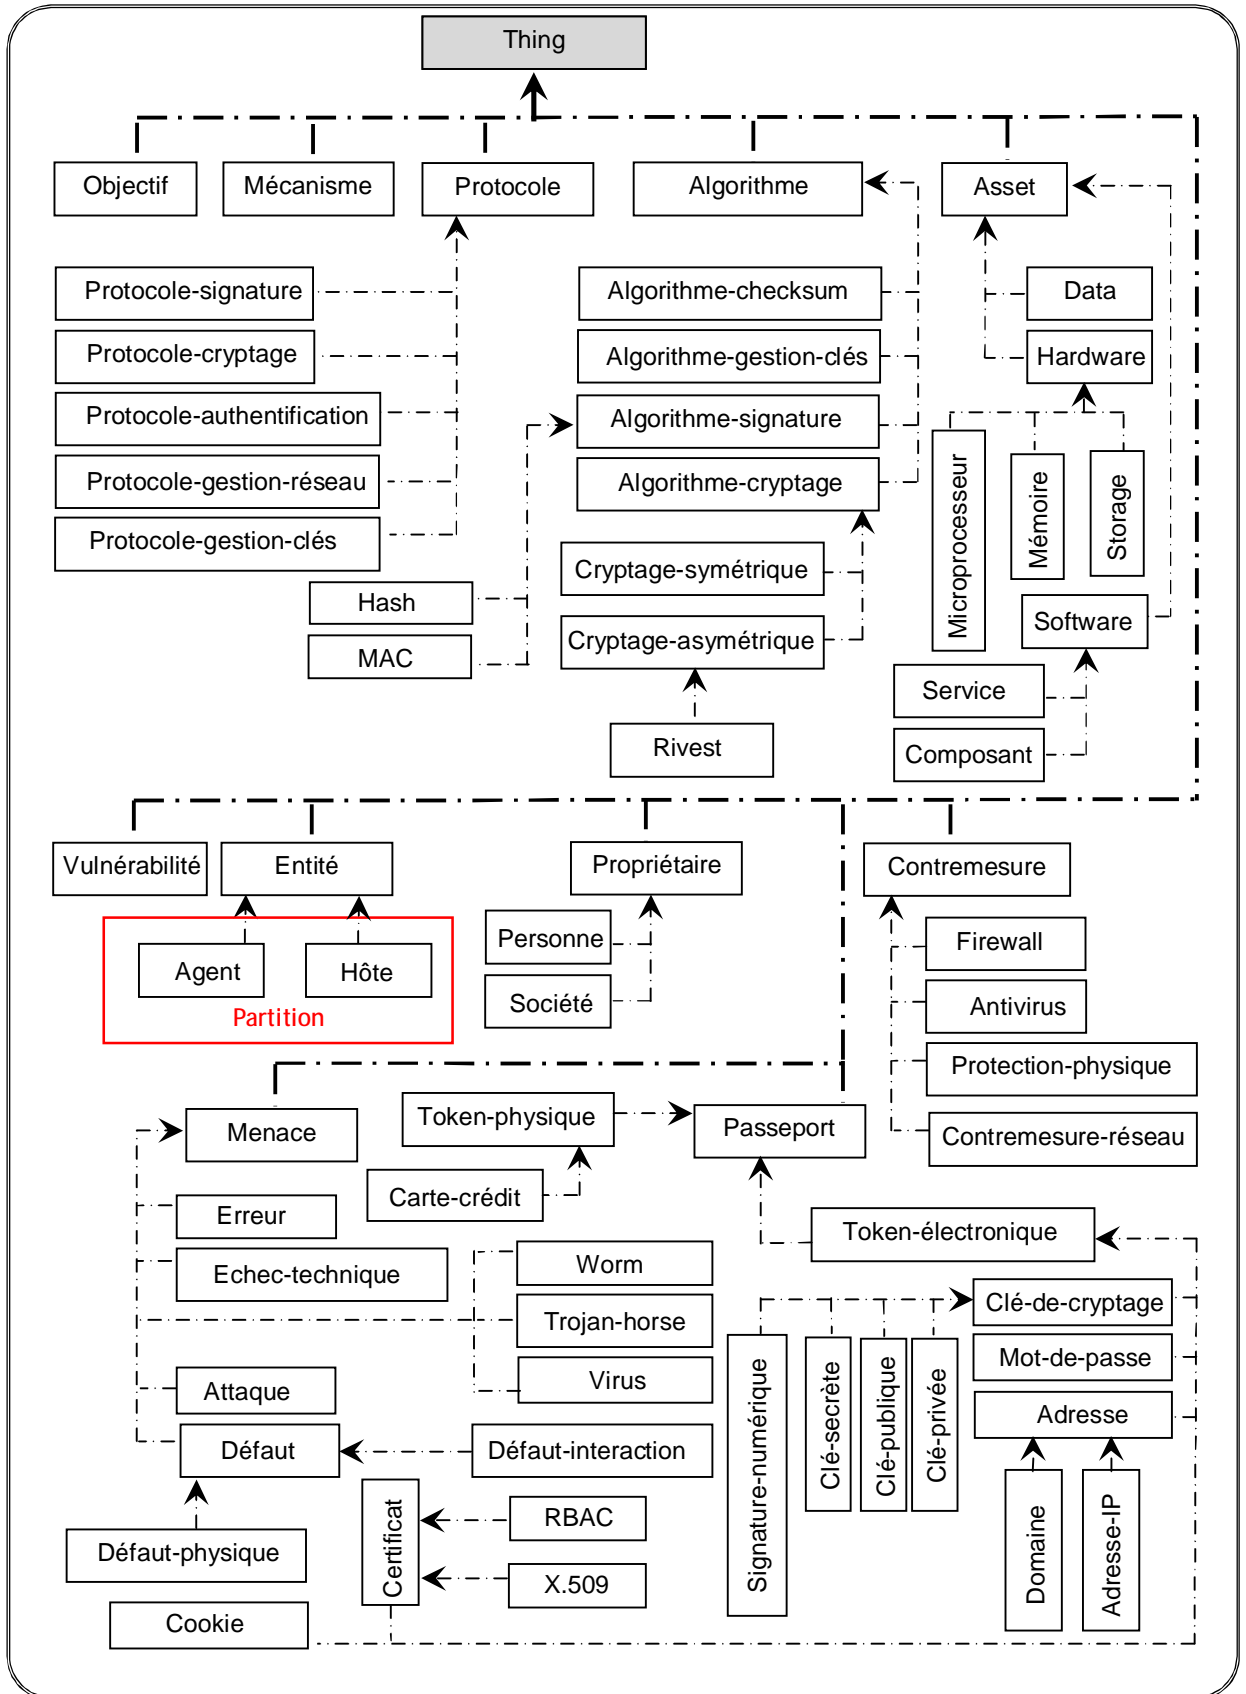 Thing
Objectif
Mécanisme
Protocole
Algorithme
Asset
Protocole-signature
Protocole-cryptage
Protocole-authentification
Protocole-gestion-réseau
Protocole-gestion-clés
Algorithme-checksum
Algorithme-gestion-clés
Algorithme-signature
Algorithme-cryptage
Data
Hardware
Microprocesseur
Mémoire
Storage
Cryptage-symétrique
Cryptage-asymétrique
Hash
MAC
Rivest
Software
Service
Composant
Vulnérabilité
Entité
Propriétaire
Contremesure
Agent
Hôte
Partition
Personne
Société
Firewall
Antivirus
Protection-physique
Contremesure-réseau
Menace
Token-physique
Passeport
Carte-crédit
Erreur
Echec-technique
Token-électronique
Worm
Trojan-horse
Virus
Attaque
Défaut
Défaut-interaction
Défaut-physique
Signature-numérique
Clé-secrète
Clé-publique
Clé-privée
Clé-de-cryptage
Mot-de-passe
Adresse
Domaine
Adresse-IP
Certificat
RBAC
X.509
Cookie